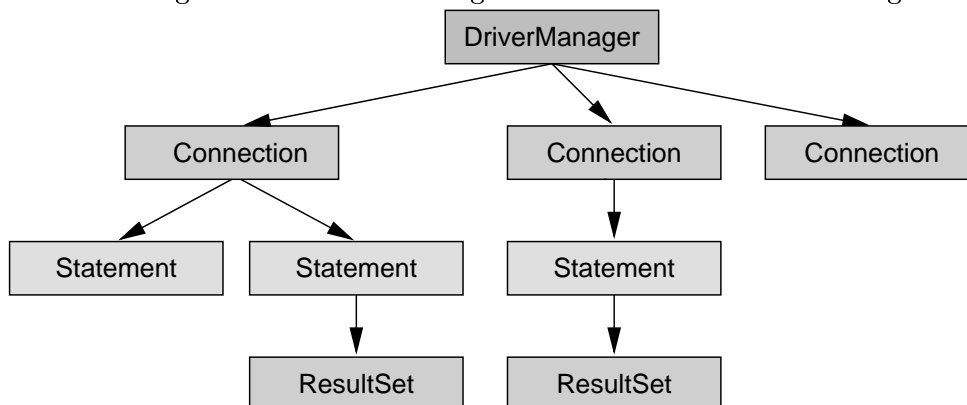 DriverManager
Connection
Connection
Connection
Statement
Statement
Statement
ResultSet
ResultSet